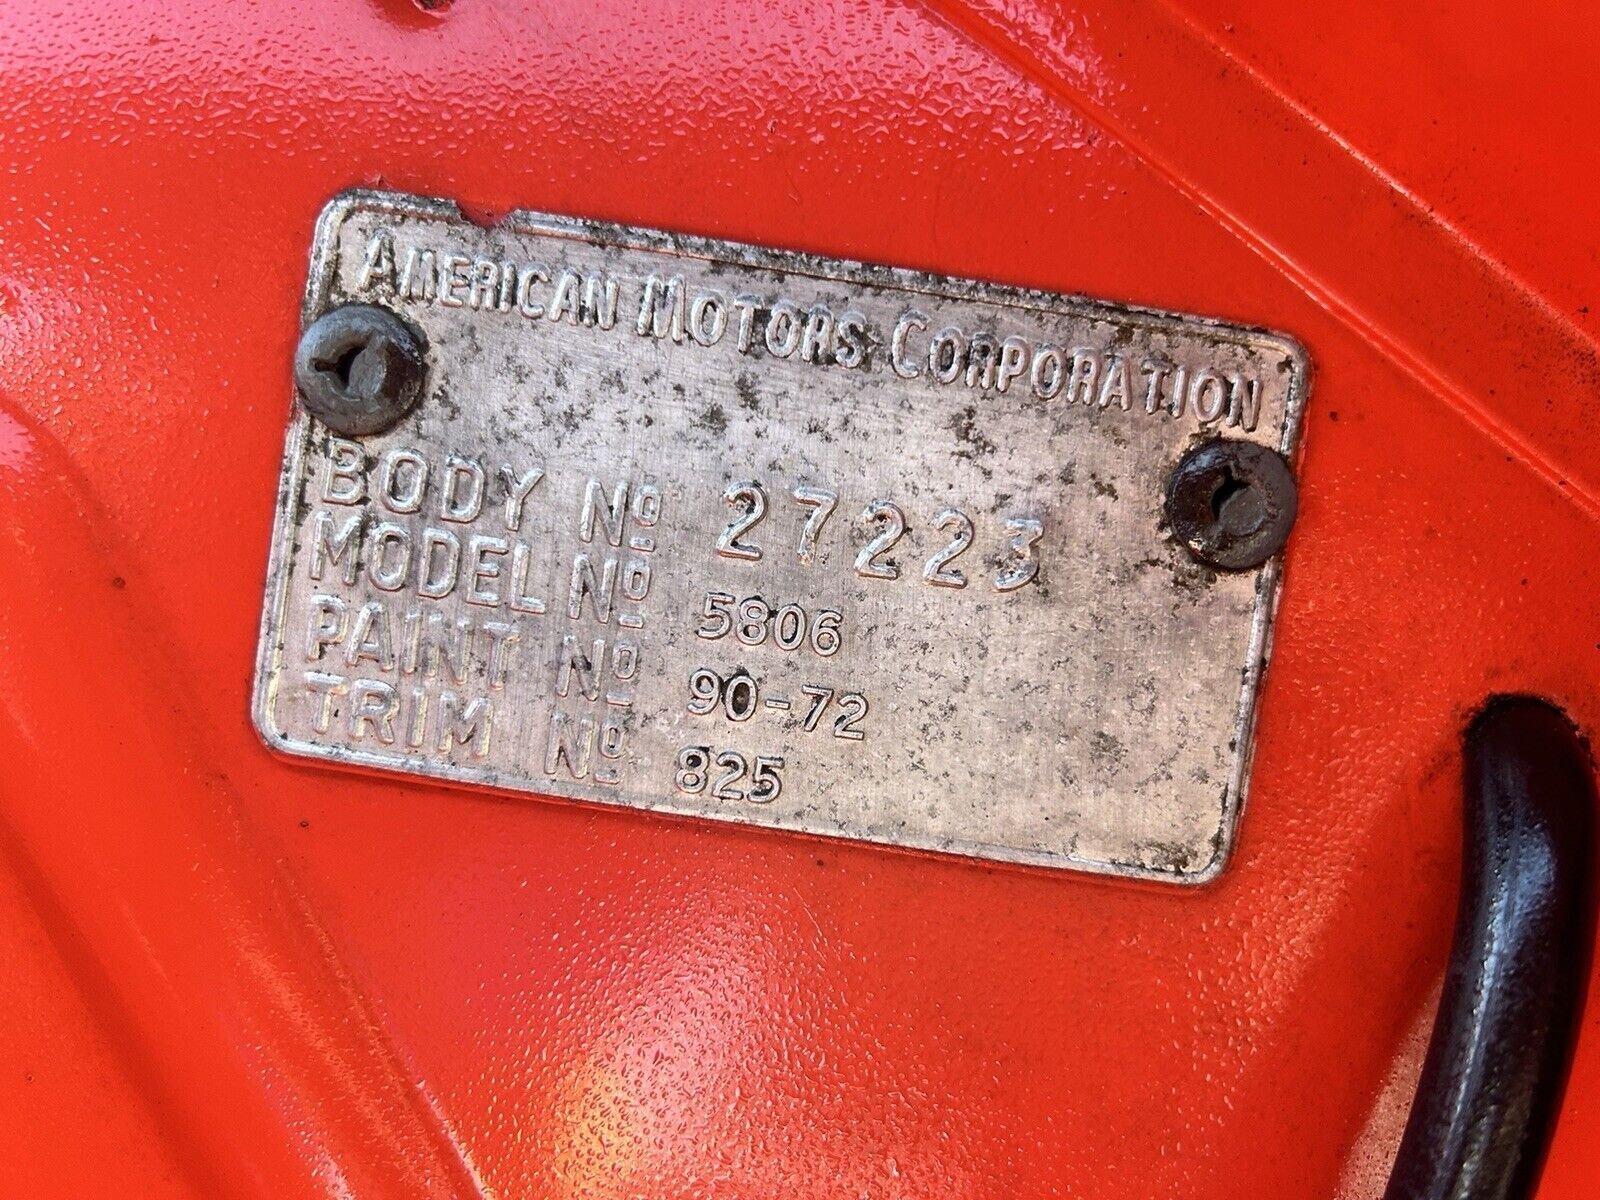 AMERICAN MOTORS CORPORATION
BODY Nº 27223
MODEL Nº 5806
PAINT Nº 90-72
TRIM Nº 825